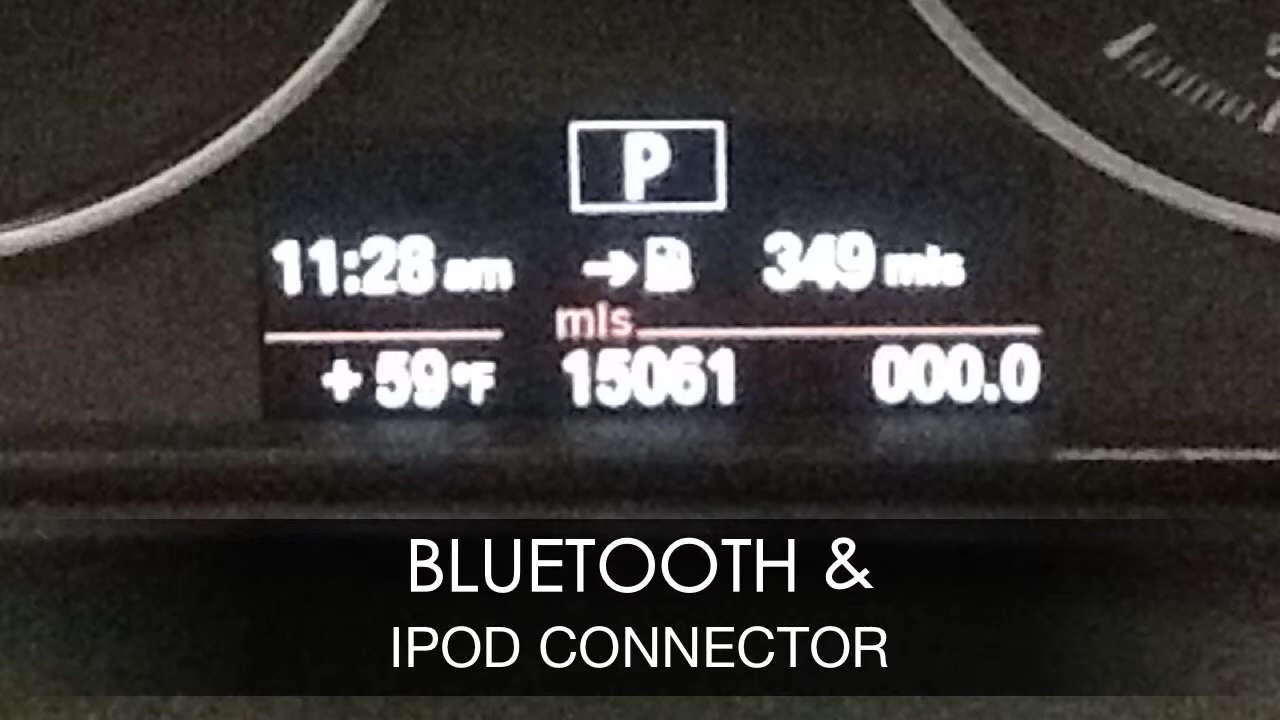 P
11:28 am → 349 mls
mls
+ 59°F 15061 000.0
BLUETOOTH &
IPOD CONNECTOR